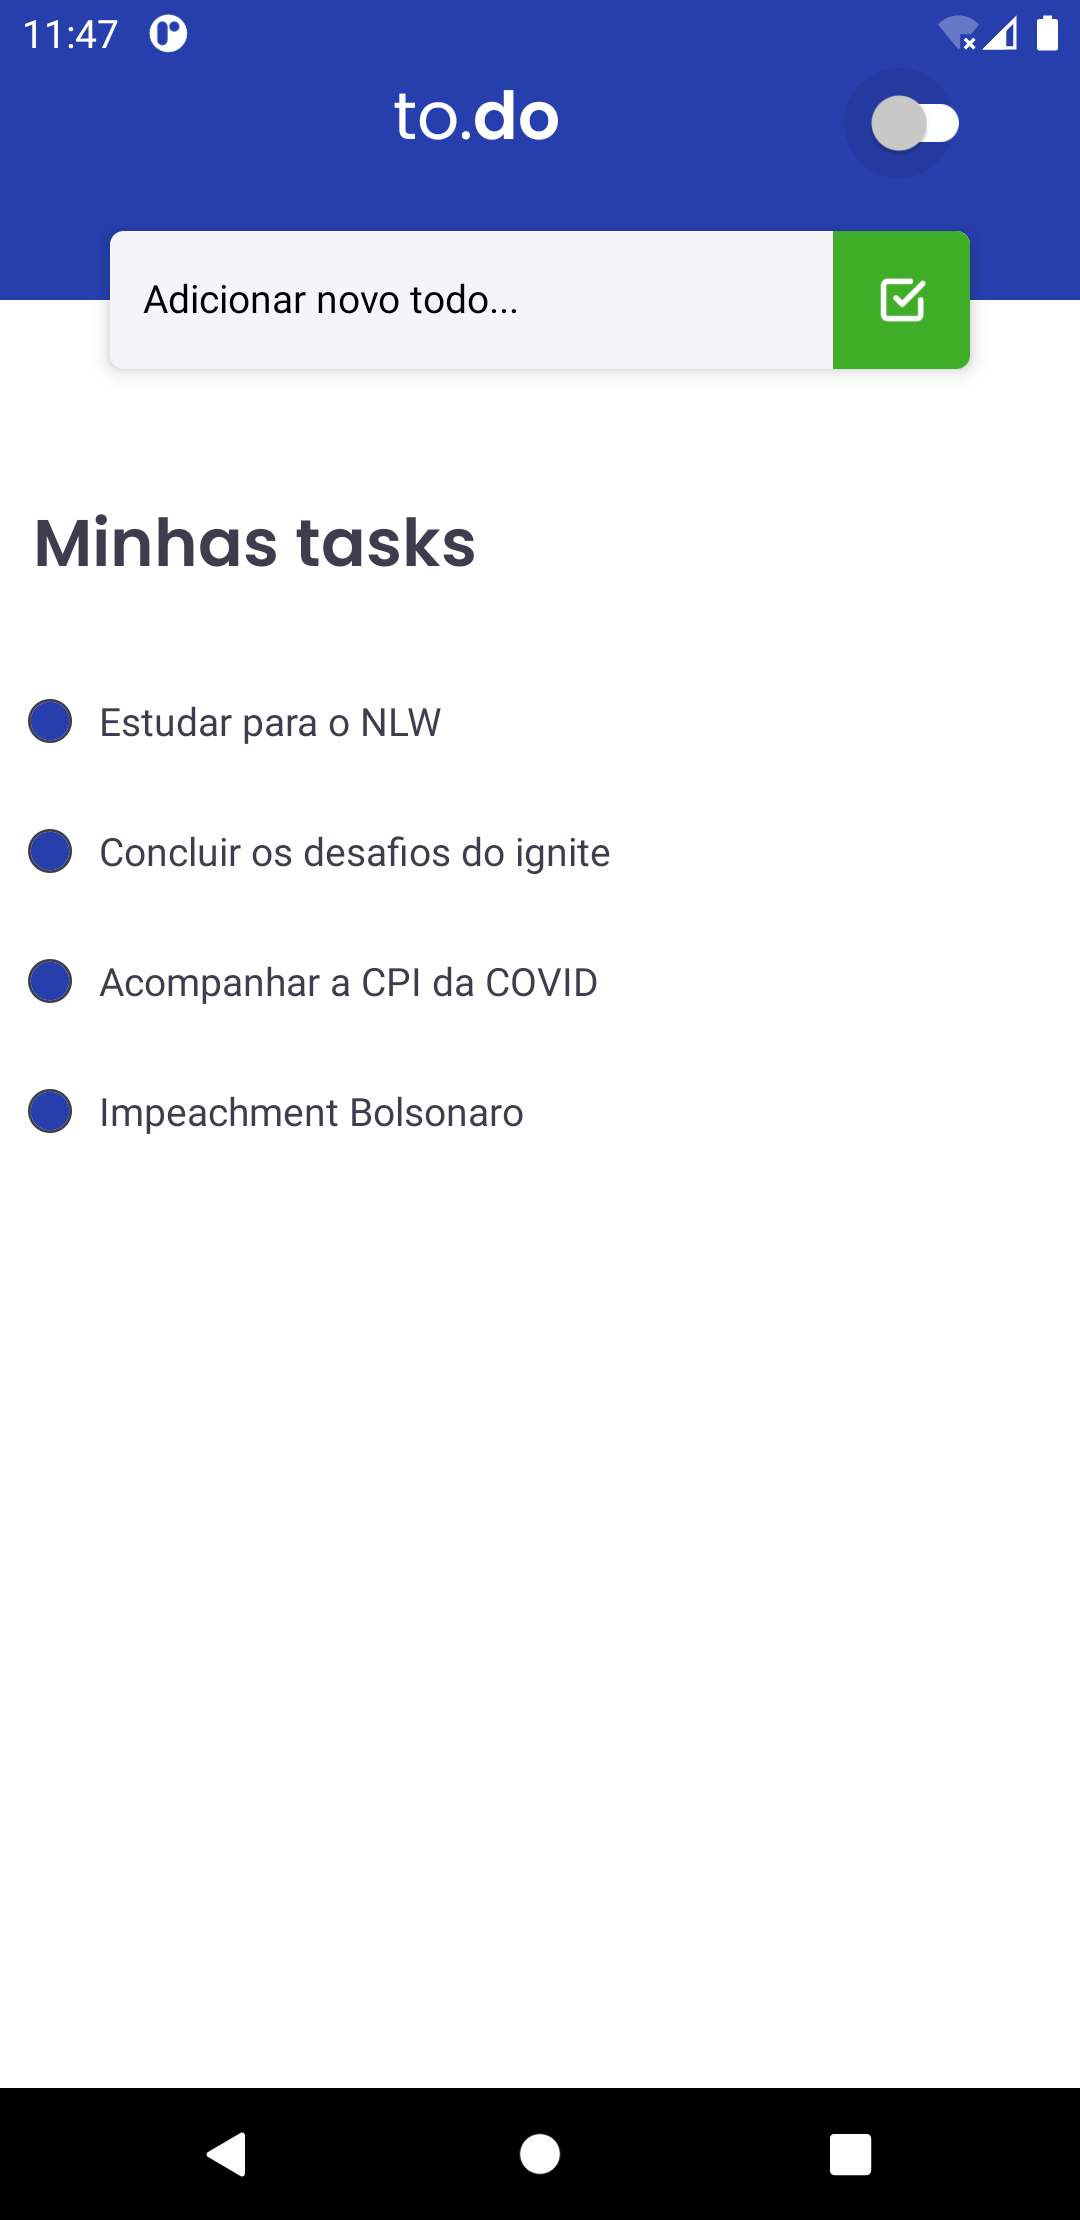 11:47
to.do
Adicionar novo todo...
Minhas tasks
Estudar para o NLW
Concluir os desafios do ignite
Acompanhar a CPI da COVID
Impeachment Bolsonaro